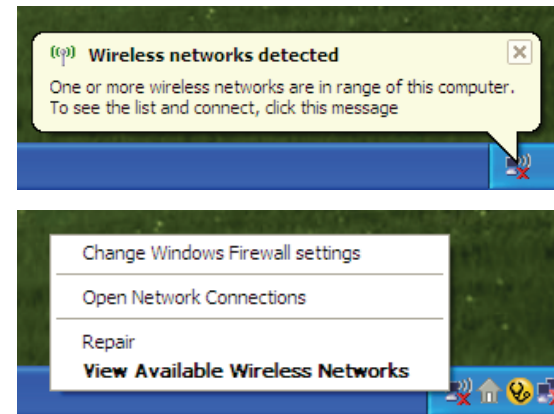 Wireless networks detected
One or more wireless networks are in range of this computer.
To see the list and connect, click this message
Change Windows Firewall settings
Open Network Connections
Repair
View Available Wireless Networks